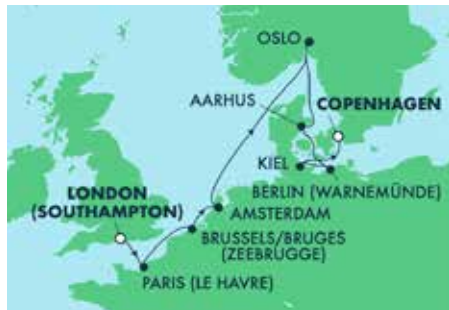 OSLO
AARHUS
COPENHAGEN
KIEL
BERLIN (WARNEMÜNDE)
LONDON
(SOUTHAMPTON)
AMSTERDAM
BRUSSELS/BRUGES
(ZEEBRUGGE)
PARIS (LE HAVRE)